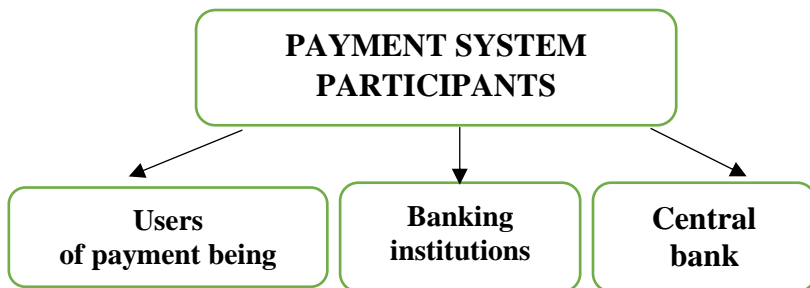 PAYMENT SYSTEM
PARTICIPANTS
Users
of payment being
Banking
institutions
Central
bank